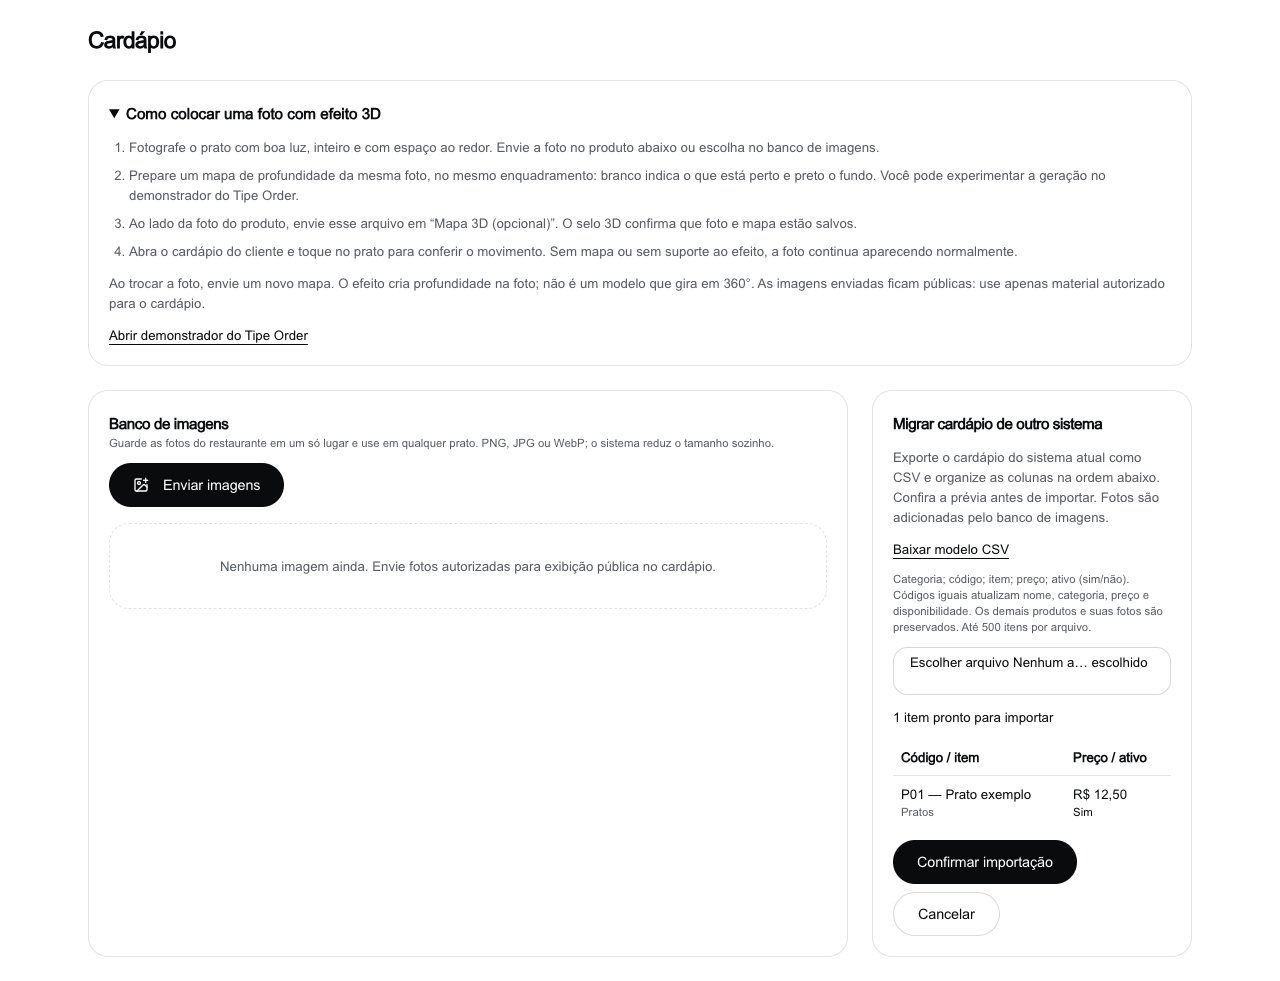 Cardápio
Como colocar uma foto com efeito 3D
1. Fotografe o prato com boa luz, inteiro e com espaço ao redor. Envie a foto no produto abaixo ou escolha no banco de imagens.
2. Prepare um mapa de profundidade da mesma foto, no mesmo enquadramento: branco indica o que está perto e preto o fundo. Você pode experimentar a geração no
demonstrador do Tipe Order.
3. Ao lado da foto do produto, envie esse arquivo em “Mapa 3D (opcional)”. O selo 3D confirma que foto e mapa estão salvos.
4. Abra o cardápio do cliente e toque no prato para conferir o movimento. Sem mapa ou sem suporte ao efeito, a foto continua aparecendo normalmente.
Ao trocar a foto, envie um novo mapa. O efeito cria profundidade na foto; não é um modelo que gira em 360°. As imagens enviadas ficam públicas: use apenas material autorizado
para o cardápio.
Abrir demonstrador do Tipe Order
Banco de imagens
Guarde as fotos do restaurante em um só lugar e use em qualquer prato. PNG, JPG ou WebP; o sistema reduz o tamanho sozinho.
Enviar imagens
Nenhuma imagem ainda. Envie fotos autorizadas para exibição pública no cardápio.
Migrar cardápio de outro sistema
Exporte o cardápio do sistema atual como
CSV e organize as colunas na ordem abaixo.
Confira a prévia antes de importar. Fotos são
adicionadas pelo banco de imagens.
Baixar modelo CSV
Categoria; código; item; preço; ativo (sim/não).
Códigos iguais atualizam nome, categoria, preço e
disponibilidade. Os demais produtos e suas fotos são
preservados. Até 500 itens por arquivo.
Escolher arquivo Nenhum a… escolhido
1 item pronto para importar
Código / item Preço / ativo
P01 — Prato exemplo R$ 12,50
Pratos Sim
Confirmar importação
Cancelar